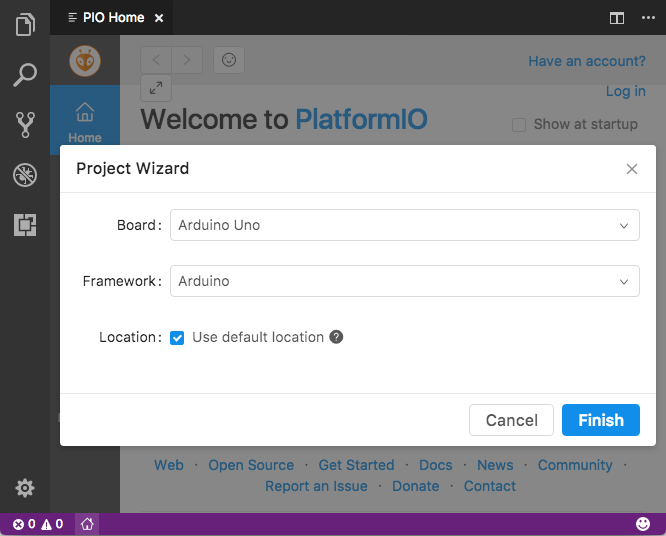 PIO Home
Have an account?
Log in
Welcome to PlatformIO
Show at startup
Home
Project Wizard
Board: Arduino Uno
Framework: Arduino
Location: Use default location ?
Cancel Finish
Web · Open Source · Get Started · Docs · News · Community ·
Report an Issue · Donate · Contact
0 0